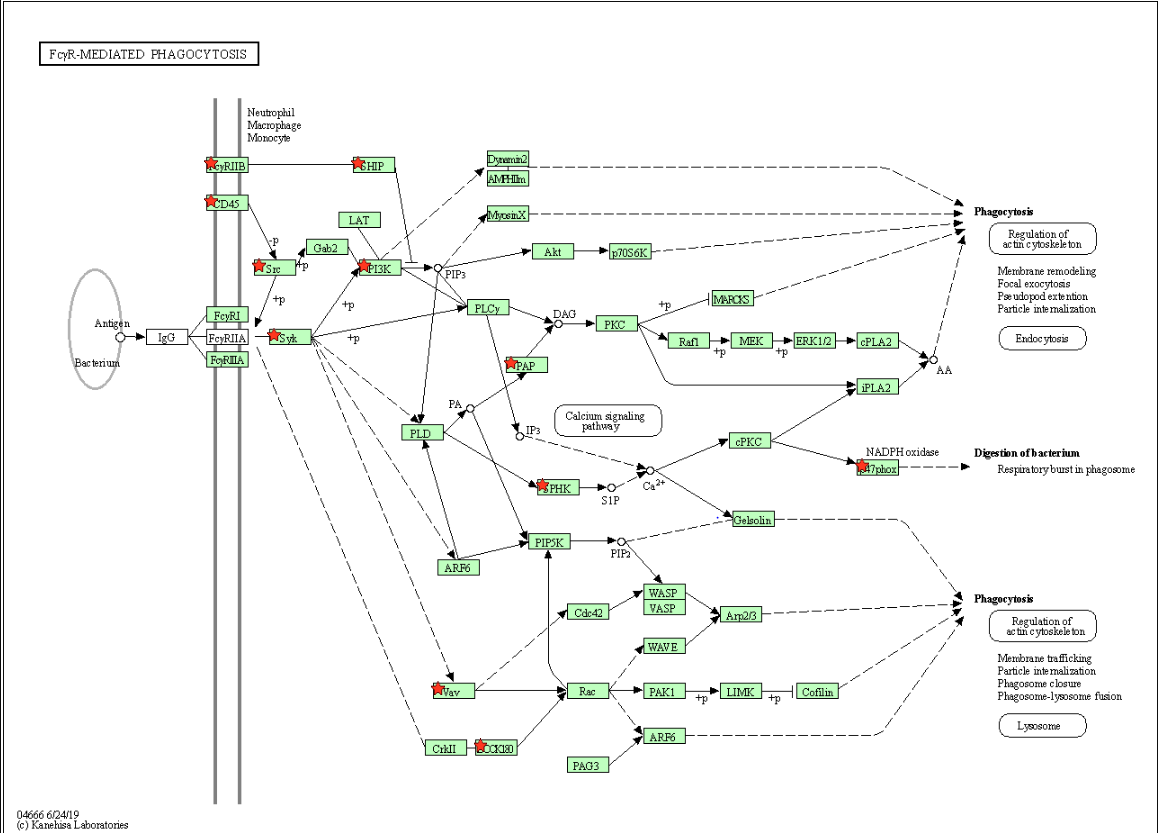 FcγR-MEDIATED PHAGOCYTOSIS
Neutrophil
Macrophage
Monocyte
FcγRIIB
SHIP
Dynamin2
AMPHIIm
CD45
LAT
MyosinX
Phagocytosis
Regulation of
actin cytoskeleton
-p
Gab2
+p
Src
PI3K
PIP3
Akt
p70S6K
Membrane remodeling
Focal exocytosis
Pseudopod extention
Particle internalization
+p
+p
PLCγ
+p
MARCKS
Antigen
FcγRI
DAG
PKC
IgG
FcγRIIA
Syk
+p
Raf1
+p
MEK
+p
ERK1/2
cPLA2
Endocytosis
Bacterium
FcγRIIIA
PAP
AA
iPLA2
PA
Calcium signaling
pathway
PLD
IP3
cPKC
NADPH oxidase
Digestion of bacterium
p47phox
Respiratory burst in phagosome
SPHK
S1P
Ca2+
Gelsolin
PIP5K
PIP2
ARF6
WASP
VASP
Cdc42
Arp2/3
Phagocytosis
Regulation of
actin cytoskeleton
WAVE
Membrane trafficking
Particle internalization
Phagosome closure
Phagosome-lysosome fusion
Vav
Rac
PAK1
+p
LIMK
+p
Cofilin
Lysosome
CrkII
DOCK180
ARF6
PAG3
04666 6/24/19
(c) Kanehisa Laboratories